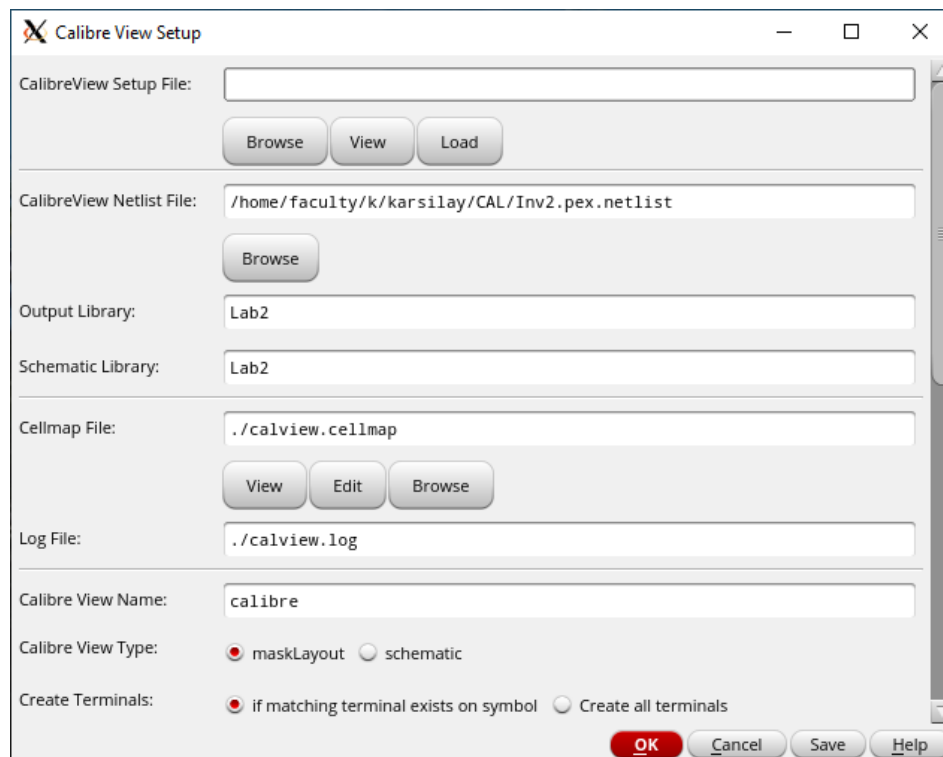 Calibre View Setup
CalibreView Setup File:
Browse View Load
CalibreView Netlist File: /home/faculty/k/karsilay/CAL/Inv2.pex.netlist
Browse
Output Library: Lab2
Schematic Library: Lab2
Cellmap File: ./calview.cellmap
View Edit Browse
Log File: ./calview.log
Calibre View Name: calibre
Calibre View Type: maskLayout schematic
Create Terminals: if matching terminal exists on symbol Create all terminals
OK Cancel Save Help